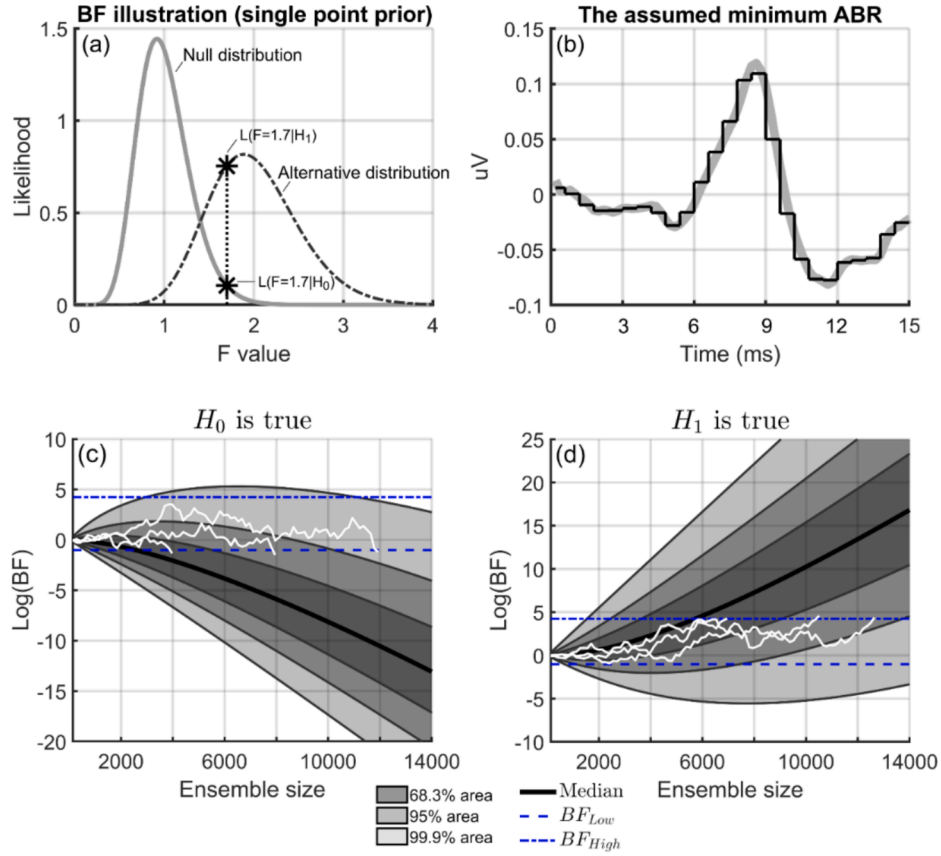 BF illustration (single point prior)
(a)
Null distribution
L(F=1.7|H1)
Alternative distribution
L(F=1.7|H0)
Likelihood
1.5
1
0.5
0
0 1 2 3 4
F value
The assumed minimum ABR
(b)
uV
0.15
0.1
0.05
0
-0.05
-0.1
0 3 6 9 12 15
Time (ms)
H0 is true
(c)
Log(BF)
10
5
0
-5
-10
-15
-20
2000 6000 10000 14000
Ensemble size
H1 is true
(d)
Log(BF)
25
20
15
10
5
0
-5
-10
2000 6000 10000 14000
Ensemble size
68.3% area
95% area
99.9% area
Median
BFLow
BFHigh